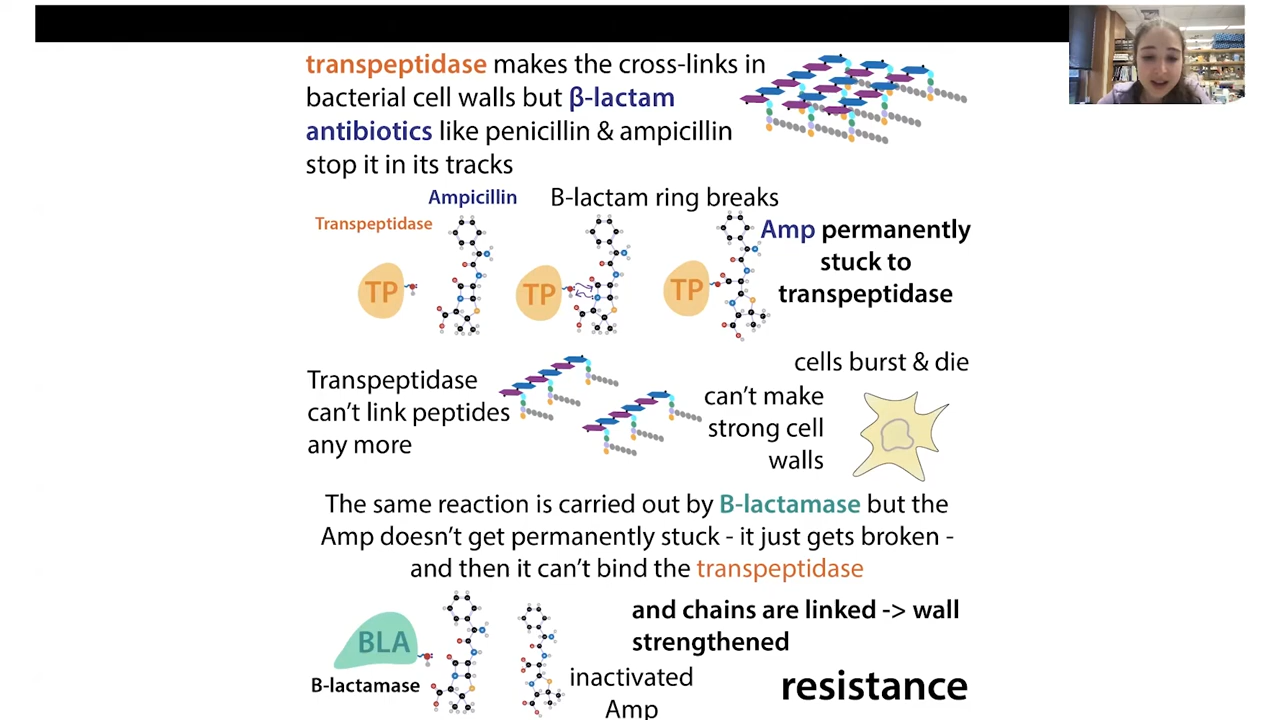 transpeptidase makes the cross-links in
bacterial cell walls but β-lactam
antibiotics like penicillin & ampicillin
stop it in its tracks
Ampicillin
B-lactam ring breaks
Transpeptidase
Amp permanently
stuck to
transpeptidase
TP
TP
TP
cells burst & die
Transpeptidase
can't link peptides
any more
can't make
strong cell
walls
The same reaction is carried out by B-lactamase but the
Amp doesn't get permanently stuck - it just gets broken -
and then it can't bind the transpeptidase
and chains are linked -> wall
strengthened
BLA
B-lactamase
inactivated
Amp
resistance